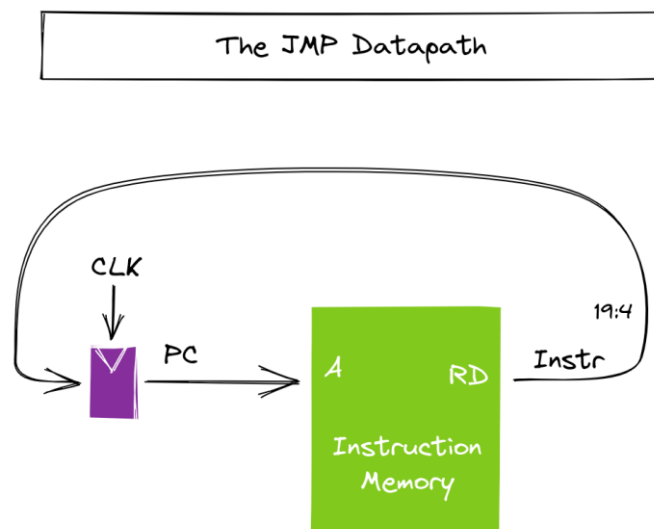 The JMP Datapath
CLK
19:4
PC
Instr
A
RD
Instruction
Memory